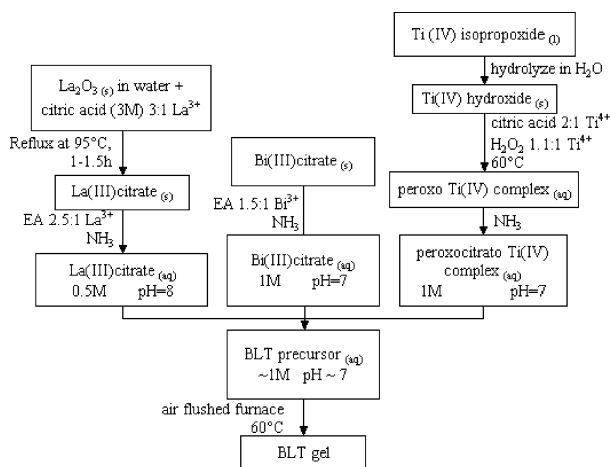 Ti (IV) isopropoxide (l)
hydrolyze in H2O
Ti(IV) hydroxide (s)
citric acid 2:1 Ti4+
H2O2 1.1:1 Ti4+
60°C
peroxo Ti(IV) complex (aq)
NH3
peroxocitrato Ti(IV)
complex (aq)
1M pH=7
La2O3 (s) in water +
citric acid (3M) 3:1 La3+
Reflux at 95°C,
1-1.5h
La(III)citrate (s)
EA 2.5:1 La3+
NH3
La(III)citrate (aq)
0.5M pH=8
Bi(III)citrate (s)
EA 1.5:1 Bi3+
NH3
Bi(III)citrate (aq)
1M pH=7
BLT precursor (aq)
~1M pH ~ 7
air flushed furnace
60°C
BLT gel